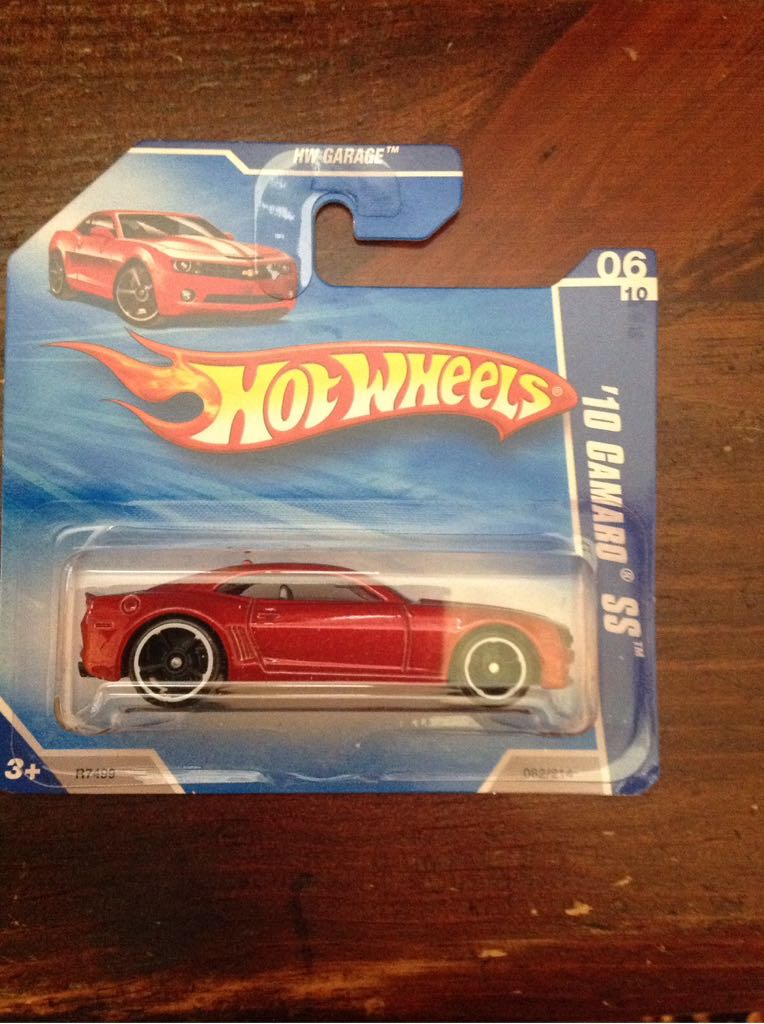 HW GARAGE™
06
10
HOT WHEELS®
'10 CAMARO® SS™
3+
R7499
082/214